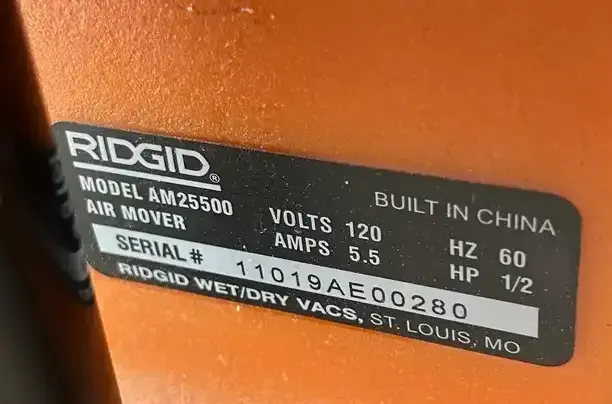 RIDGID®
MODEL AM25500
AIR MOVER
VOLTS 120
AMPS 5.5
BUILT IN CHINA
HZ 60
HP 1/2
SERIAL # 11019AE00280
RIDGID WET/DRY VACS, ST. LOUIS, MO